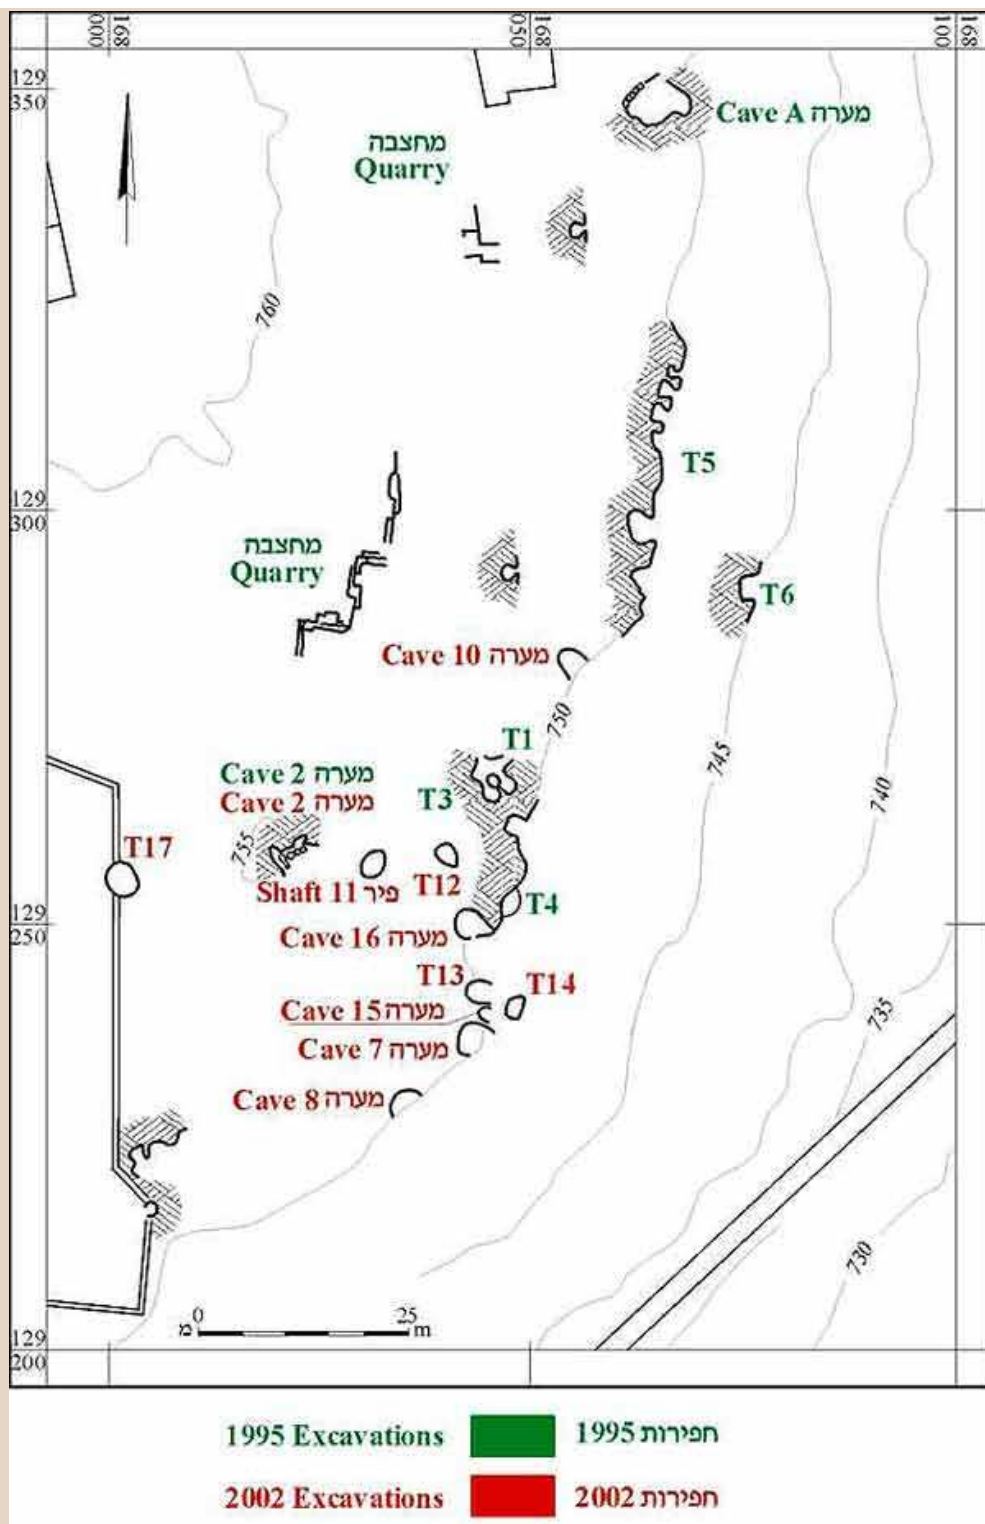 168
000
168
050
168
100
129
350
מערה Cave A
מחצבה
Quarry
760
T5
129
300
מחצבה
Quarry
T6
מערה Cave 10
750
T1
745
740
מערה Cave 2
מערה Cave 2
T3
755
T17
T12
פיר Shaft 11
T4
129
250
מערה Cave 16
T13
T14
מערה Cave 15
735
מערה Cave 7
מערה Cave 8
730
0
25
מ
m
129
200
1995 Excavations
חפירות 1995
2002 Excavations
חפירות 2002